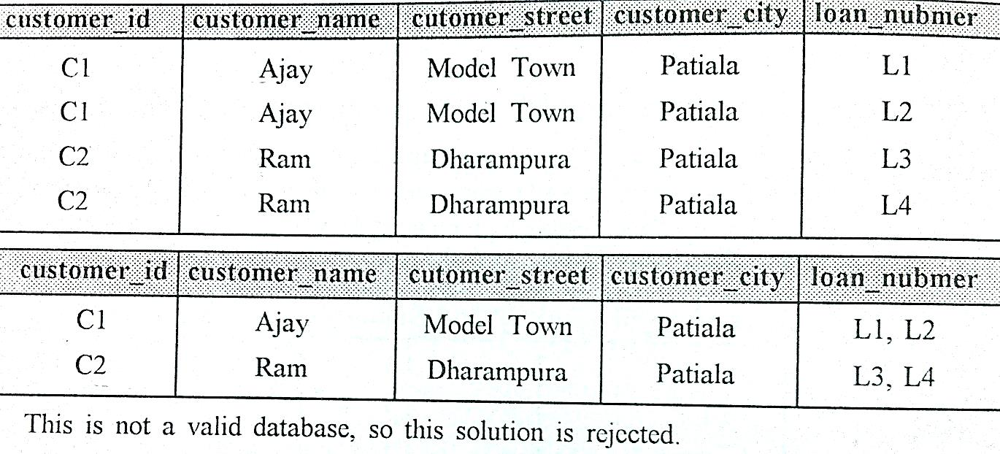 customer_id customer_name cutomer_street customer_city loan_nubmer
C1 Ajay Model Town Patiala L1
C1 Ajay Model Town Patiala L2
C2 Ram Dharampura Patiala L3
C2 Ram Dharampura Patiala L4
customer_id customer_name cutomer_street customer_city loan_nubmer
C1 Ajay Model Town Patiala L1, L2
C2 Ram Dharampura Patiala L3, L4
This is not a valid database, so this solution is rejected.